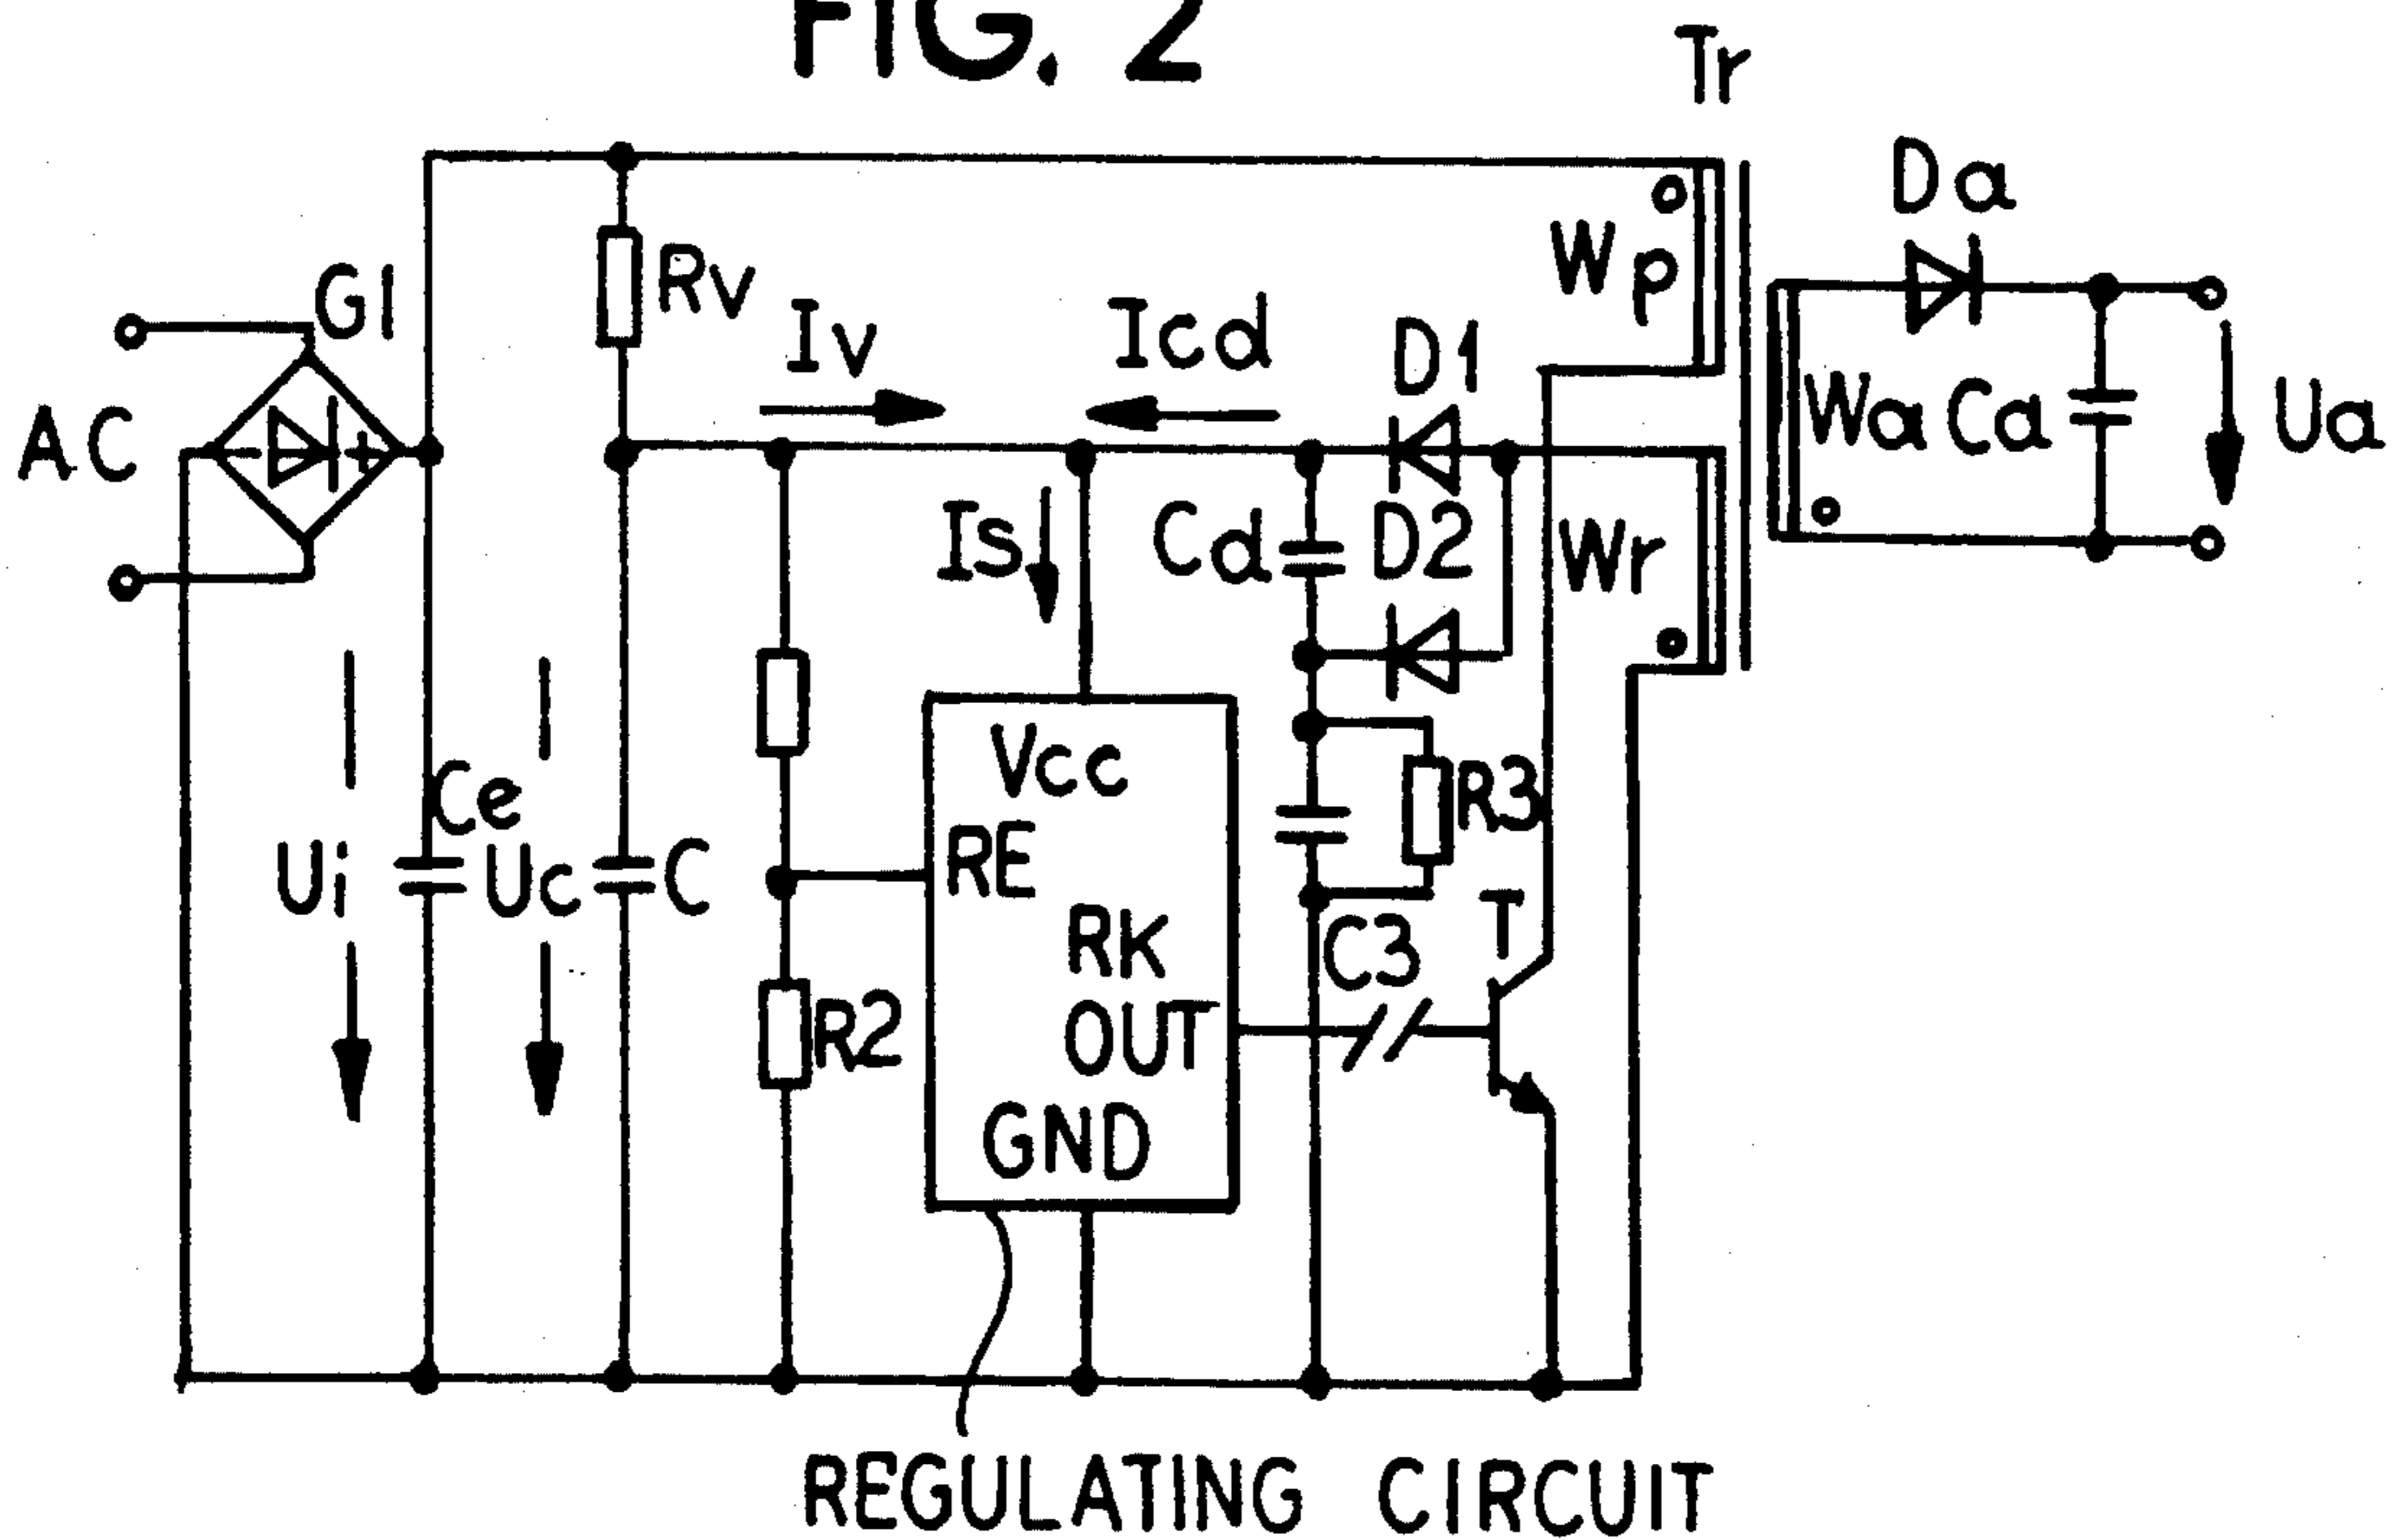 FIG. 2
Tr
Da
Wp
Gl
Rv
Iv
Icd
D1
AC
Wa
Ca
Ua
Is
Cd
D2
Wr
Vcc
Ce
R3
Ui
Uc
C
RE
RK
T
C3
R2
OUT
GND
REGULATING CIRCUIT